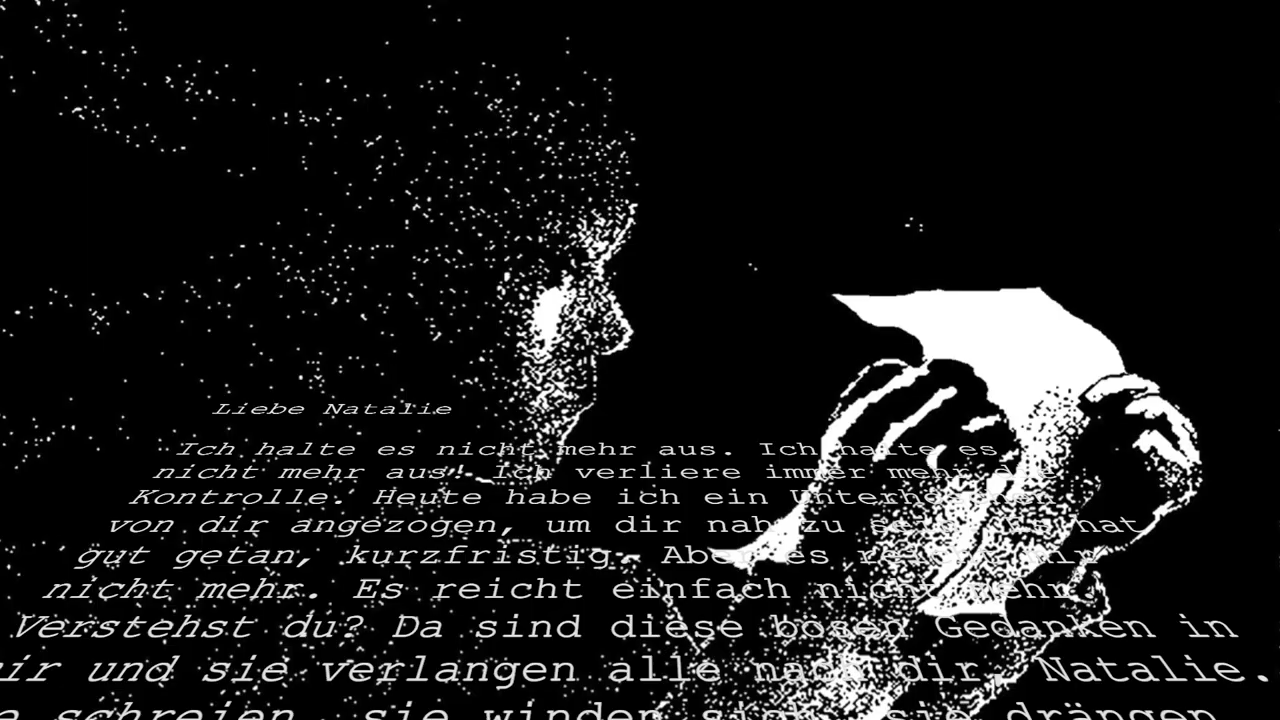 Liebe Natalie
Ich halte es nicht mehr aus. Ich halte es
nicht mehr aus! Ich verliere immer mehr die
Kontrolle. Heute habe ich ein Unterhöschen
von dir angezogen, um dir nah zu sein. Es hat
gut getan, kurzfristig. Aber es reicht mir
nicht mehr. Es reicht einfach nicht mehr.
Verstehst du? Da sind diese bösen Gedanken in
mir und sie verlangen alle nach dir, Natalie.
schreien, sie winden sich, sie drängen